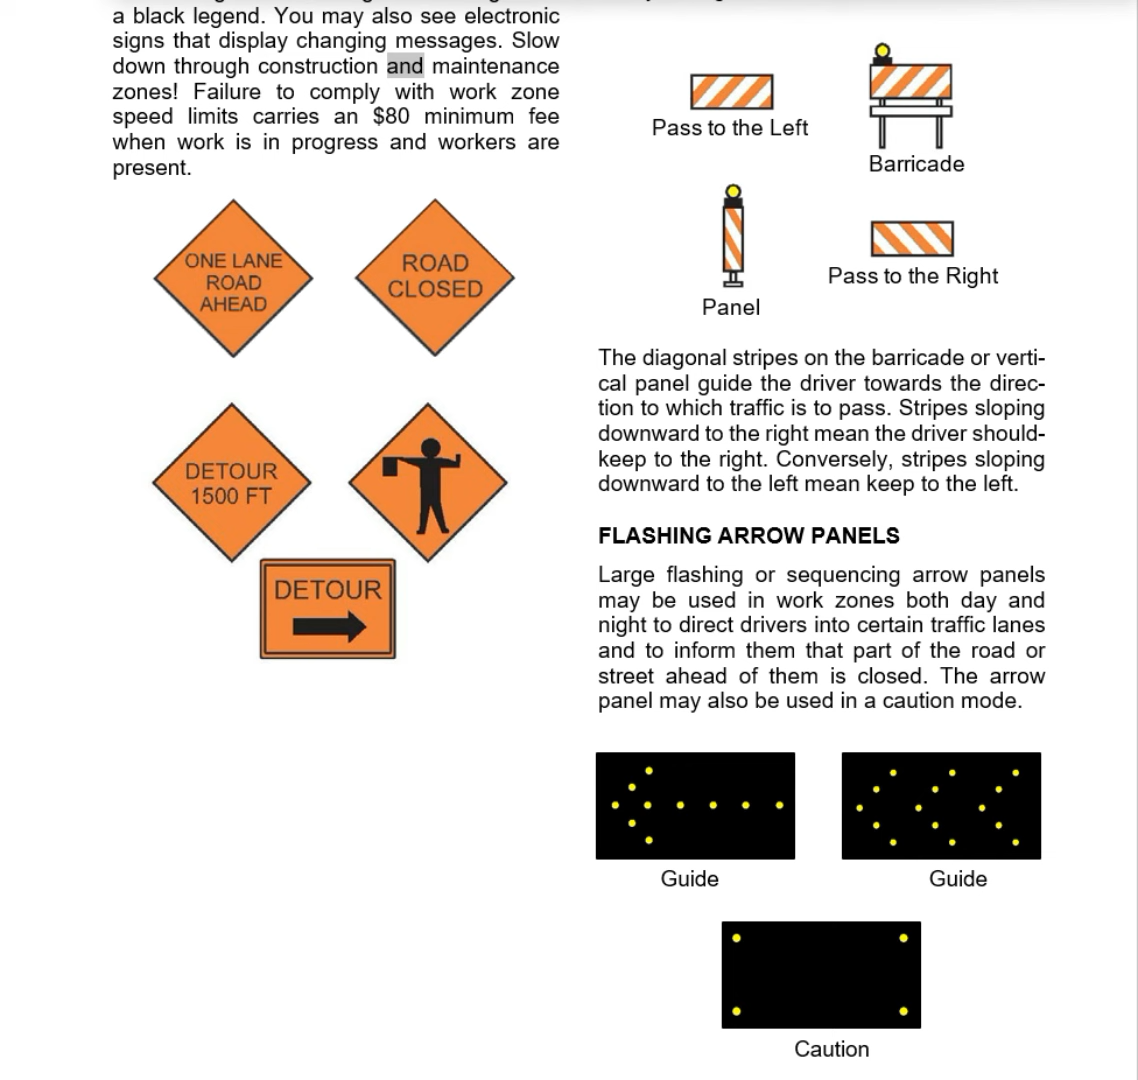 a black legend. You may also see electronic
signs that display changing messages. Slow
down through construction and maintenance
zones! Failure to comply with work zone
speed limits carries an $80 minimum fee
when work is in progress and workers are
present.
ONE LANE
ROAD
AHEAD
ROAD
CLOSED
DETOUR
1500 FT
DETOUR
Pass to the Left
Barricade
Panel
Pass to the Right
The diagonal stripes on the barricade or verti-
cal panel guide the driver towards the direc-
tion to which traffic is to pass. Stripes sloping
downward to the right mean the driver should-
keep to the right. Conversely, stripes sloping
downward to the left mean keep to the left.
FLASHING ARROW PANELS
Large flashing or sequencing arrow panels
may be used in work zones both day and
night to direct drivers into certain traffic lanes
and to inform them that part of the road or
street ahead of them is closed. The arrow
panel may also be used in a caution mode.
Guide
Guide
Caution